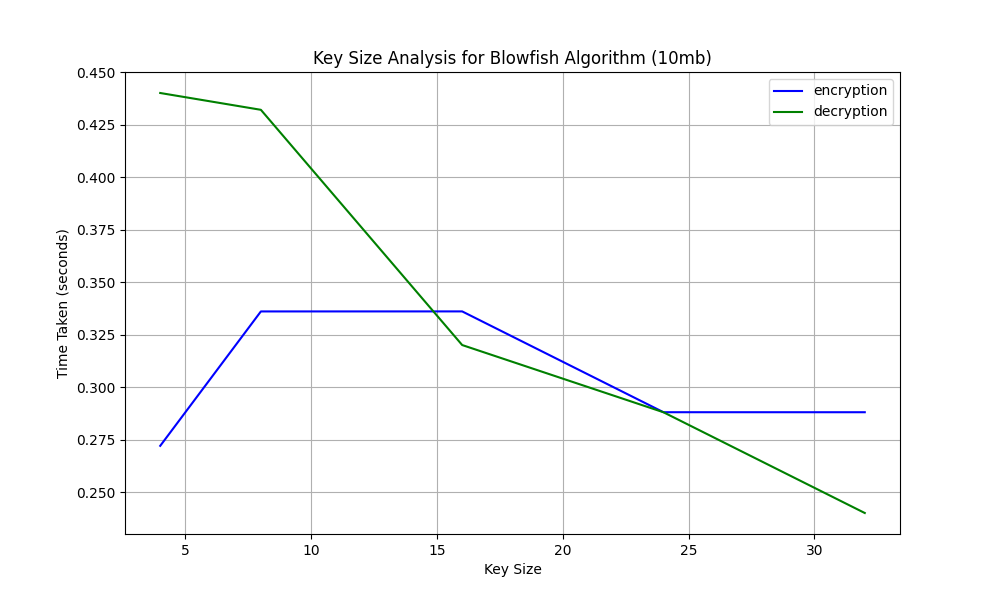 Key Size Analysis for Blowfish Algorithm (10mb)
encryption
decryption
Time Taken (seconds)
0.450
0.425
0.400
0.375
0.350
0.325
0.300
0.275
0.250
5 10 15 20 25 30
Key Size